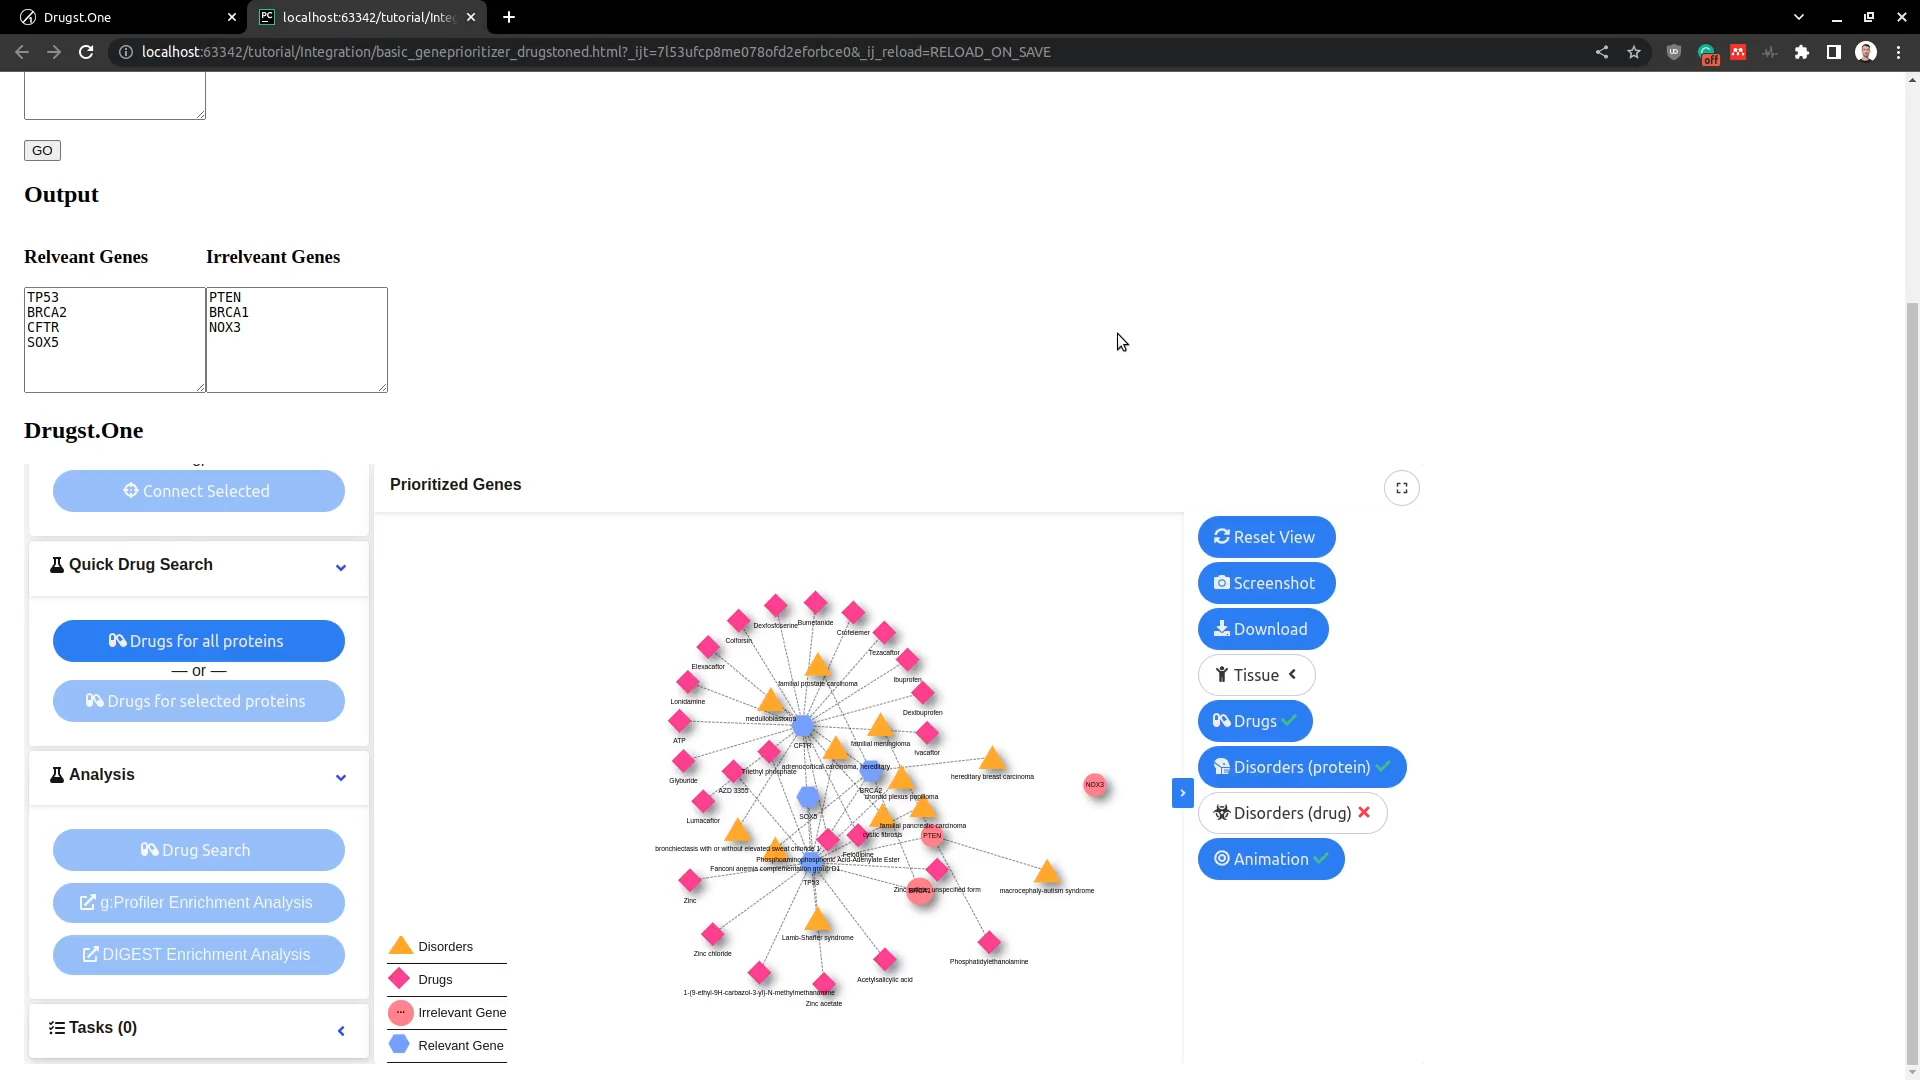 Drugst.One
localhost:63342/tutorial/Integ
localhost:63342/tutorial/Integration/basic_geneprioritizer_drugstoned.html?_ijt=7l53ufcp8me078ofd2eforbce0&_ij_reload=RELOAD_ON_SAVE
off
GO
Output
Relveant Genes
Irrelveant Genes
TP53
BRCA2
CFTR
SOX5
PTEN
BRCA1
NOX3
Drugst.One
Connect Selected
Quick Drug Search
Drugs for all proteins
— or —
Drugs for selected proteins
Analysis
Drug Search
g:Profiler Enrichment Analysis
DIGEST Enrichment Analysis
Tasks (0)
Prioritized Genes
Dexfosfoserine
Bumetanide
Crofelemer
Colforsin
Tezacaftor
Elexacaftor
Ibuprofen
familial prostate carcinoma
Lonidamine
Dexibuprofen
medulloblastoma
ATP
CFTR
familial meningioma
Ivacaftor
adrenocortical carcinoma, hereditary
Triethyl phosphate
hereditary breast carcinoma
Glyburide
NOX3
AZD 3355
BRCA2
choroid plexus papilloma
Lumacaftor
SOX5
familial pancreatic carcinoma
cystic fibrosis
PTEN
bronchiectasis with or without elevated sweat chloride 1
Felodipine
Phosphoaminophosphonic Acid-Adenylate Ester
Fanconi anemia complementation group D1
TP53
Zinc
BRCA1
unspecified form
macrocephaly-autism syndrome
Lamb-Shaffer syndrome
Zinc chloride
Phosphatidylethanolamine
Acetylsalicylic acid
1-(9-ethyl-9H-carbazol-3-yl)-N-methylmethanamine
Zinc acetate
Disorders
Drugs
... Irrelevant Gene
Relevant Gene
Reset View
Screenshot
Download
Tissue
Drugs
Disorders (protein)
Disorders (drug)
Animation